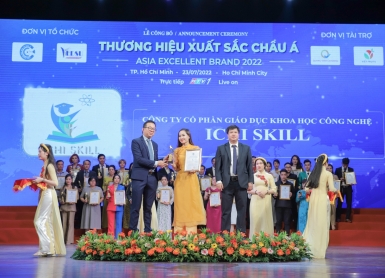 ĐƠN VỊ TỔ CHỨC
LỄ CÔNG BỐ / ANNOUNCEMENT CEREMONY
ĐƠN VỊ TÀI TRỢ
THƯƠNG HIỆU XUẤT SẮC CHÂU Á
ASIA EXCELLENT BRAND 2022
TP. Hồ Chí Minh - 23/07/2022 - Ho Chi Minh City
Trực tiếp
Live on
CÔNG TY CỔ PHẦN GIÁO DỤC KHOA HỌC CÔNG NGHỆ
ICHI SKILL
ICHI SKILL